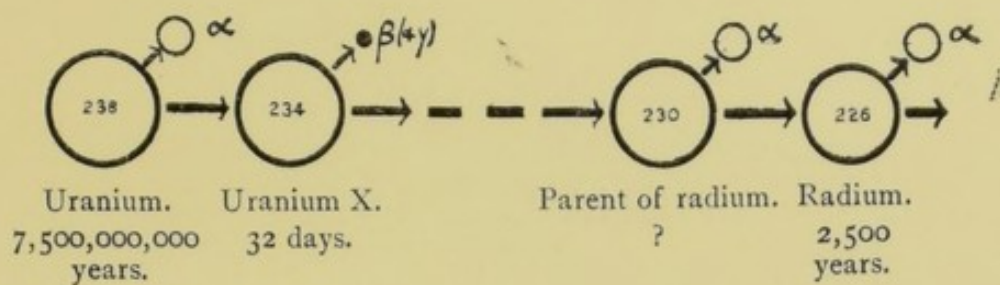 α β(+γ) α α
238 234 230 226
Uranium. Uranium X. Parent of radium. Radium.
7,500,000,000 32 days. ? 2,500
years. years.